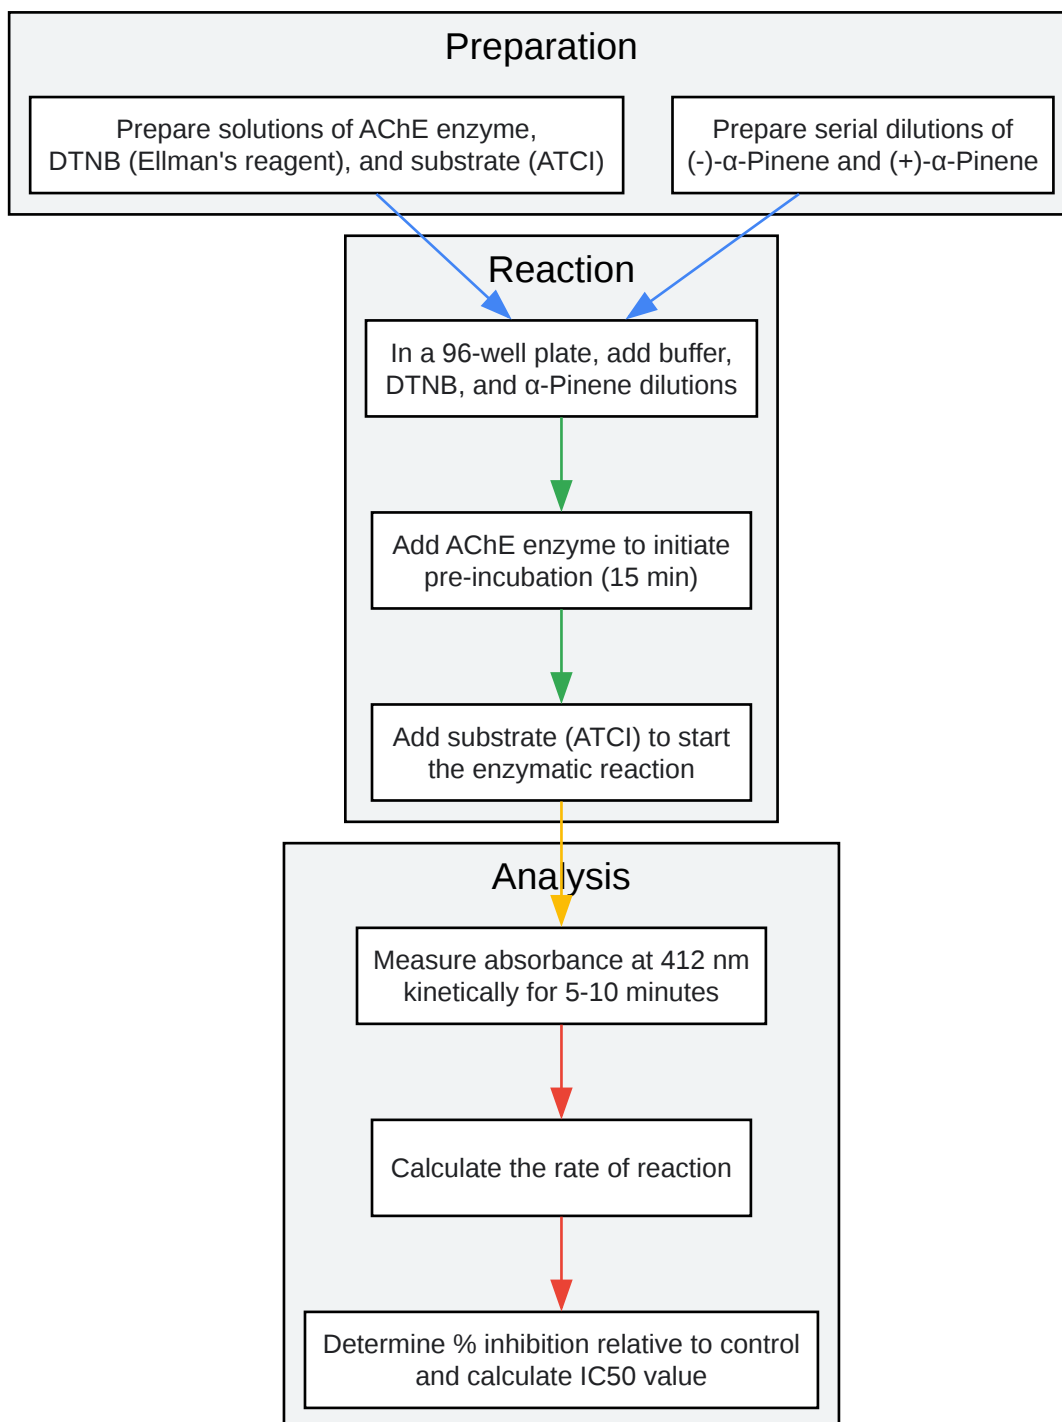 Preparation
Prepare solutions of AChE enzyme,
DTNB (Ellman's reagent), and substrate (ATCI)
Prepare serial dilutions of
(-)-α-Pinene and (+)-α-Pinene
Reaction
In a 96-well plate, add buffer,
DTNB, and α-Pinene dilutions
Add AChE enzyme to initiate
pre-incubation (15 min)
Add substrate (ATCI) to start
the enzymatic reaction
Analysis
Measure absorbance at 412 nm
kinetically for 5-10 minutes
Calculate the rate of reaction
Determine % inhibition relative to control
and calculate IC50 value